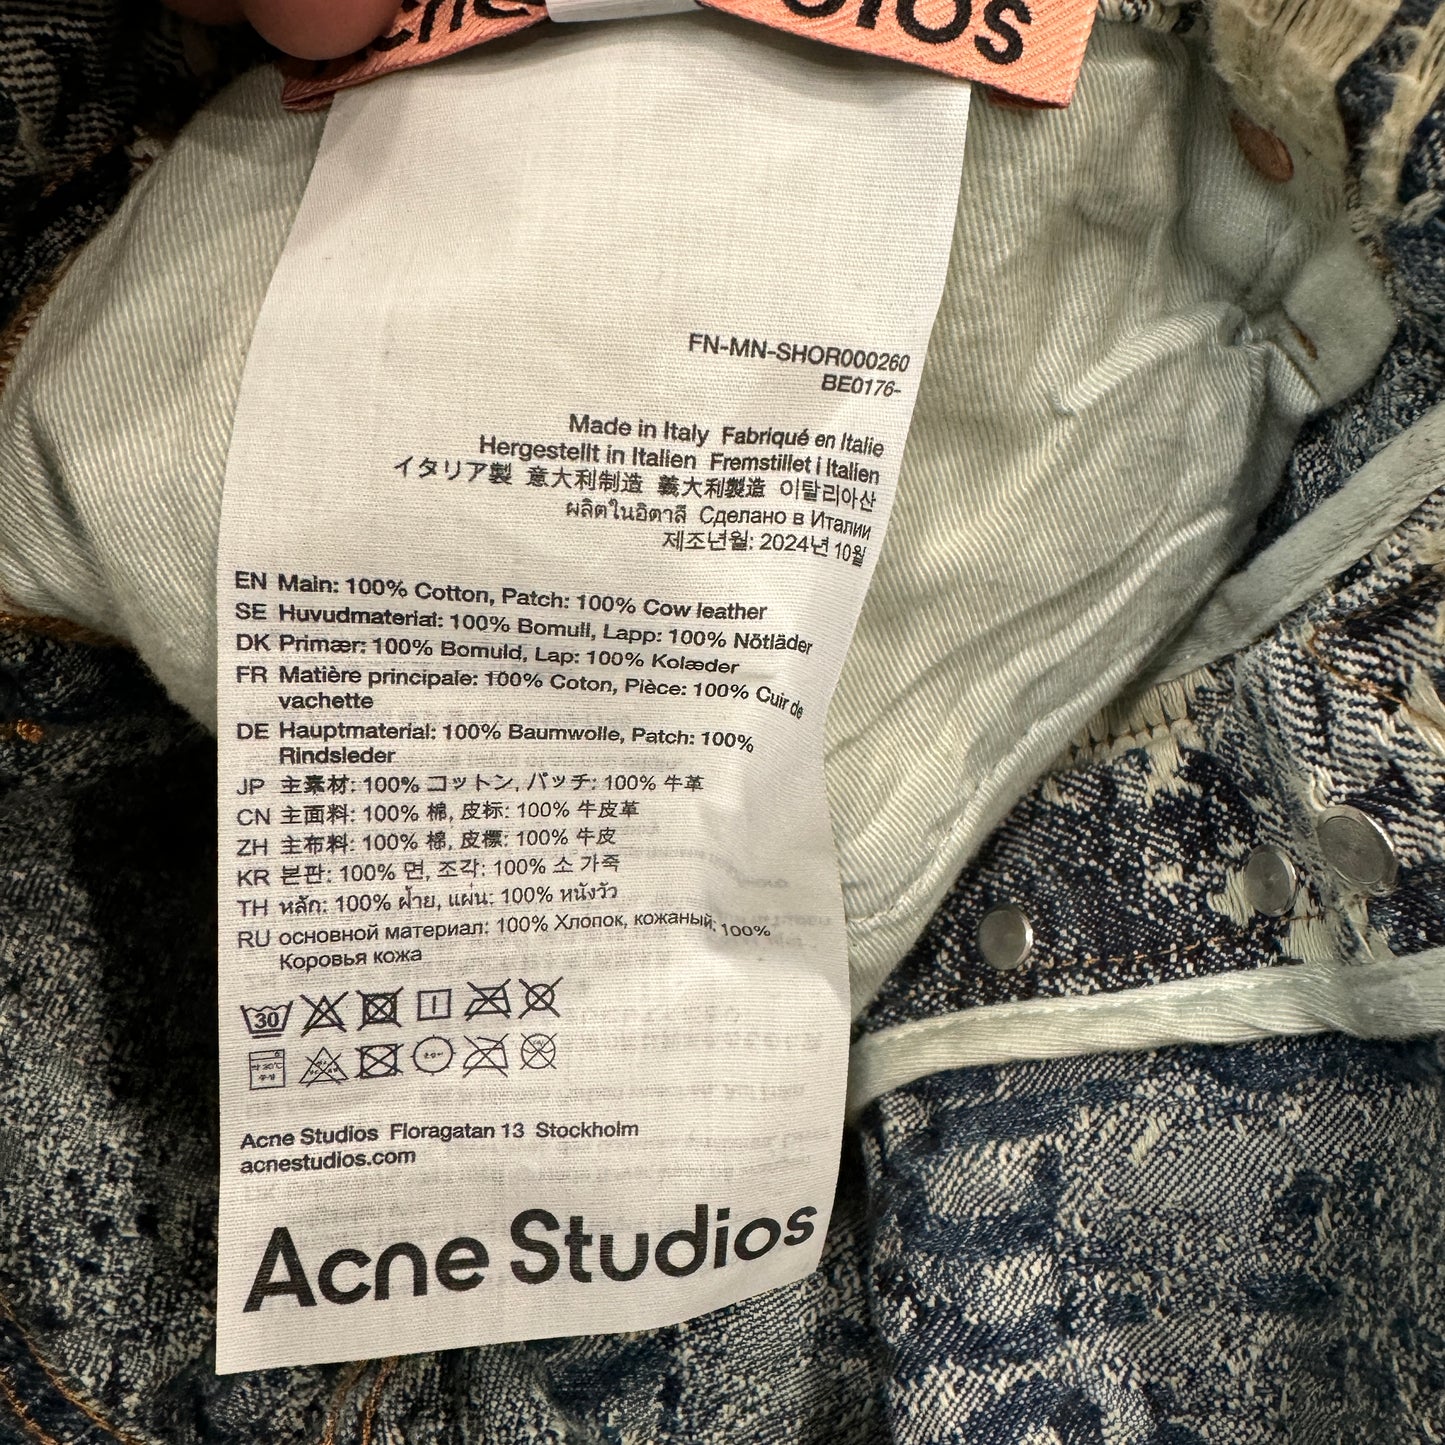 FN-MN-SHOR000260
BE0176-
Made in Italy Fabriqué en Italie
Hergestellt in Italien Fremstillet i Italien
イタリア製 意大利制造 義大利製造 이탈리아산
ผลิตในอิตาลี Сделано в Италии
제조년월: 2024년 10월
EN Main: 100% Cotton, Patch: 100% Cow leather
SE Huvudmaterial: 100% Bomull, Lapp: 100% Nötläder
DK Primær: 100% Bomuld, Lap: 100% Kolæder
FR Matière principale: 100% Coton, Pièce: 100% Cuir de
vachette
DE Hauptmaterial: 100% Baumwolle, Patch: 100%
Rindsleder
JP 主素材: 100% コットン, パッチ: 100% 牛革
CN 主面料: 100% 棉, 皮标: 100% 牛皮革
ZH 主布料: 100% 棉, 皮標: 100% 牛皮
KR 본판: 100% 면, 조각: 100% 소 가죽
TH หลัก: 100% ฝ้าย, แผ่น: 100% หนังวัว
RU основной материал: 100% Хлопок, кожаный: 100%
Коровья кожа
30
Acne Studios Floragatan 13 Stockholm
acnestudios.com
Acne Studios